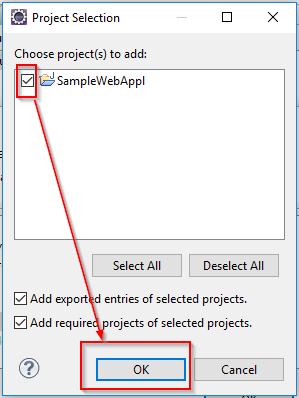 Project Selection
Choose project(s) to add:
SampleWebAppl
Select All Deselect All
Add exported entries of selected projects.
Add required projects of selected projects.
? OK Cancel